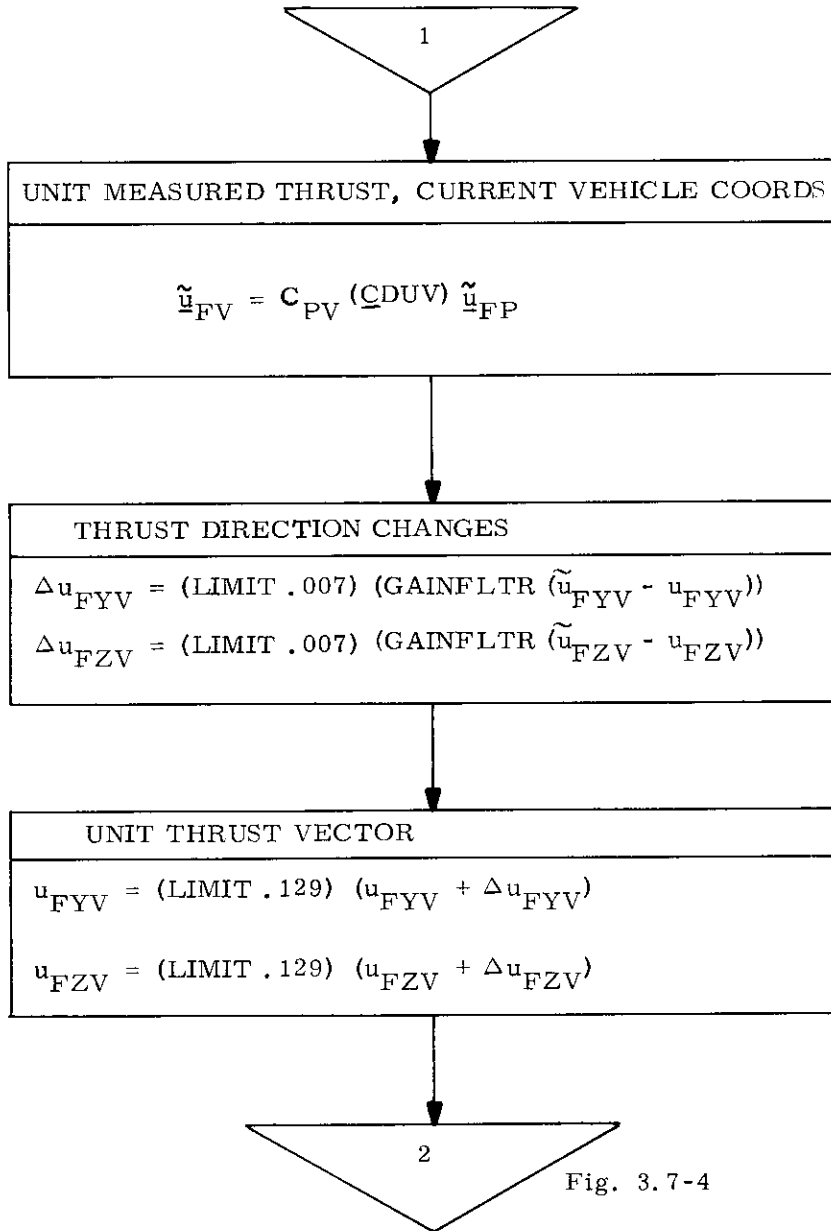 1
UNIT MEASURED THRUST, CURRENT VEHICLE COORDS
ũ_FV = C_PV (C̲DUV) ũ_FP
THRUST DIRECTION CHANGES
Δu_FYV = (LIMIT .007) (GAINFLTR (ũ_FYV - u_FYV))
Δu_FZV = (LIMIT .007) (GAINFLTR (ũ_FZV - u_FZV))
UNIT THRUST VECTOR
u_FYV = (LIMIT .129) (u_FYV + Δu_FYV)
u_FZV = (LIMIT .129) (u_FZV + Δu_FZV)
2
Fig. 3.7-4